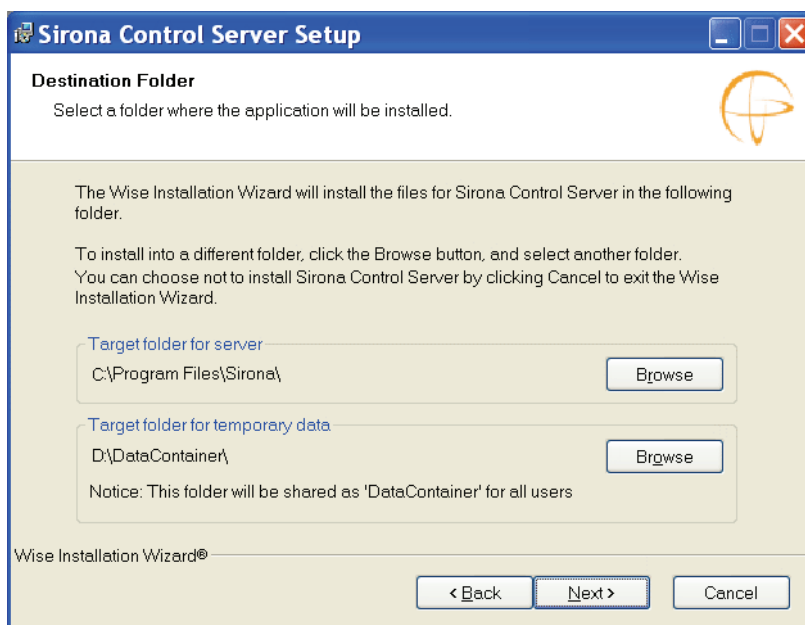 Sirona Control Server Setup
Destination Folder
Select a folder where the application will be installed.
The Wise Installation Wizard will install the files for Sirona Control Server in the following
folder.
To install into a different folder, click the Browse button, and select another folder.
You can choose not to install Sirona Control Server by clicking Cancel to exit the Wise
Installation Wizard.
Target folder for server
C:\Program Files\Sirona\
Browse
Target folder for temporary data
D:\DataContainer\
Browse
Notice: This folder will be shared as 'DataContainer' for all users
Wise Installation Wizard®
< Back
Next >
Cancel